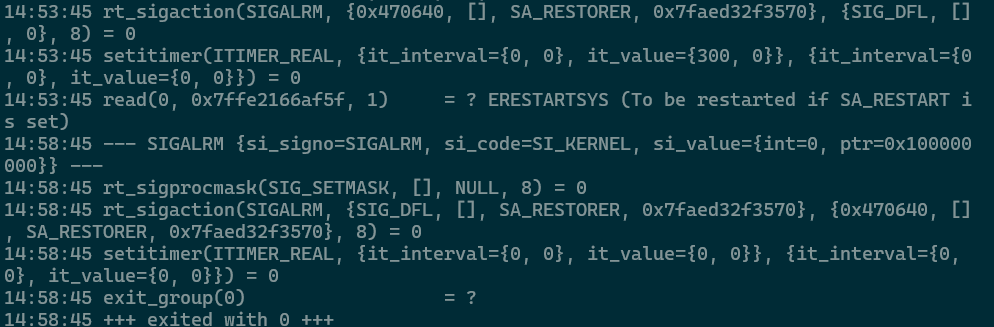 14:53:45 rt_sigaction(SIGALRM, {0x470640, [], SA_RESTORER, 0x7faed32f3570}, {SIG_DFL, []
, 0}, 8) = 0
14:53:45 setitimer(ITIMER_REAL, {it_interval={0, 0}, it_value={300, 0}}, {it_interval={0
, 0}, it_value={0, 0}}) = 0
14:53:45 read(0, 0x7ffe2166af5f, 1)     = ? ERESTARTSYS (To be restarted if SA_RESTART i
s set)
14:58:45 --- SIGALRM {si_signo=SIGALRM, si_code=SI_KERNEL, si_value={int=0, ptr=0x100000
000}} ---
14:58:45 rt_sigprocmask(SIG_SETMASK, [], NULL, 8) = 0
14:58:45 rt_sigaction(SIGALRM, {SIG_DFL, [], SA_RESTORER, 0x7faed32f3570}, {0x470640, []
, SA_RESTORER, 0x7faed32f3570}, 8) = 0
14:58:45 setitimer(ITIMER_REAL, {it_interval={0, 0}, it_value={0, 0}}, {it_interval={0,
0}, it_value={0, 0}}) = 0
14:58:45 exit_group(0)                  = ?
14:58:45 +++ exited with 0 +++